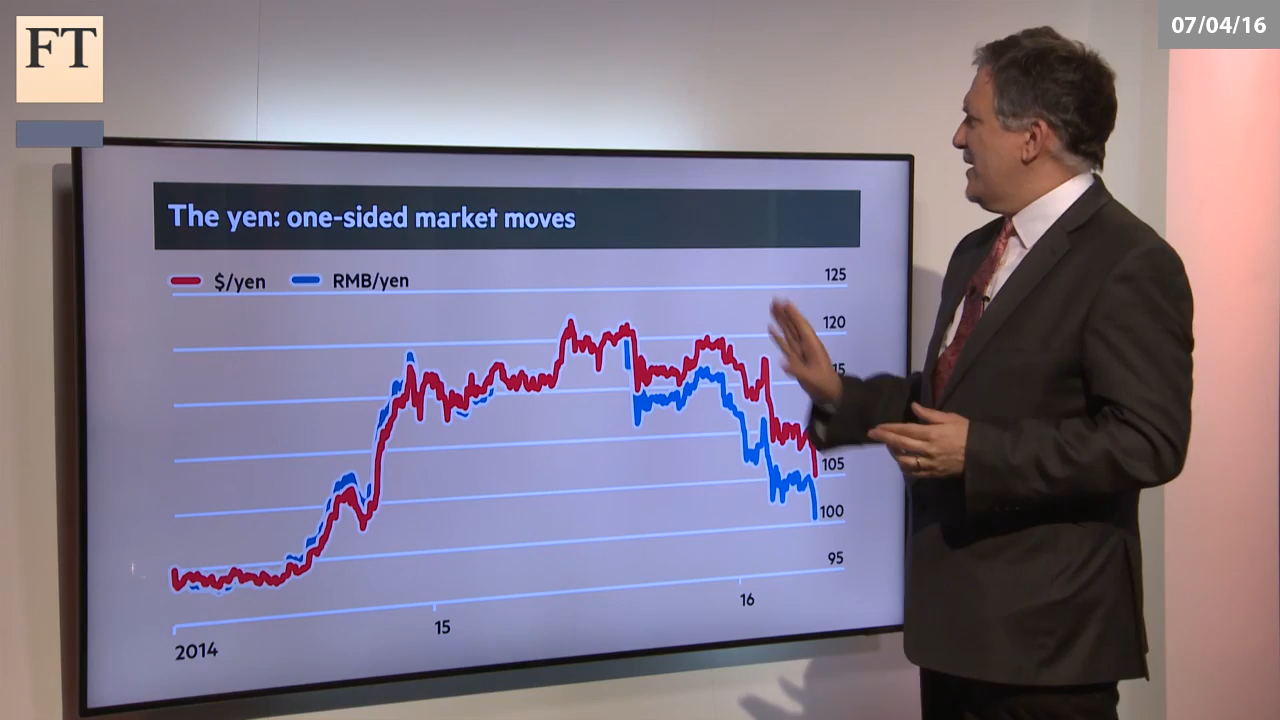 FT
07/04/16
The yen: one-sided market moves
$/yen
RMB/yen
125
120
15
105
100
95
2014
15
16